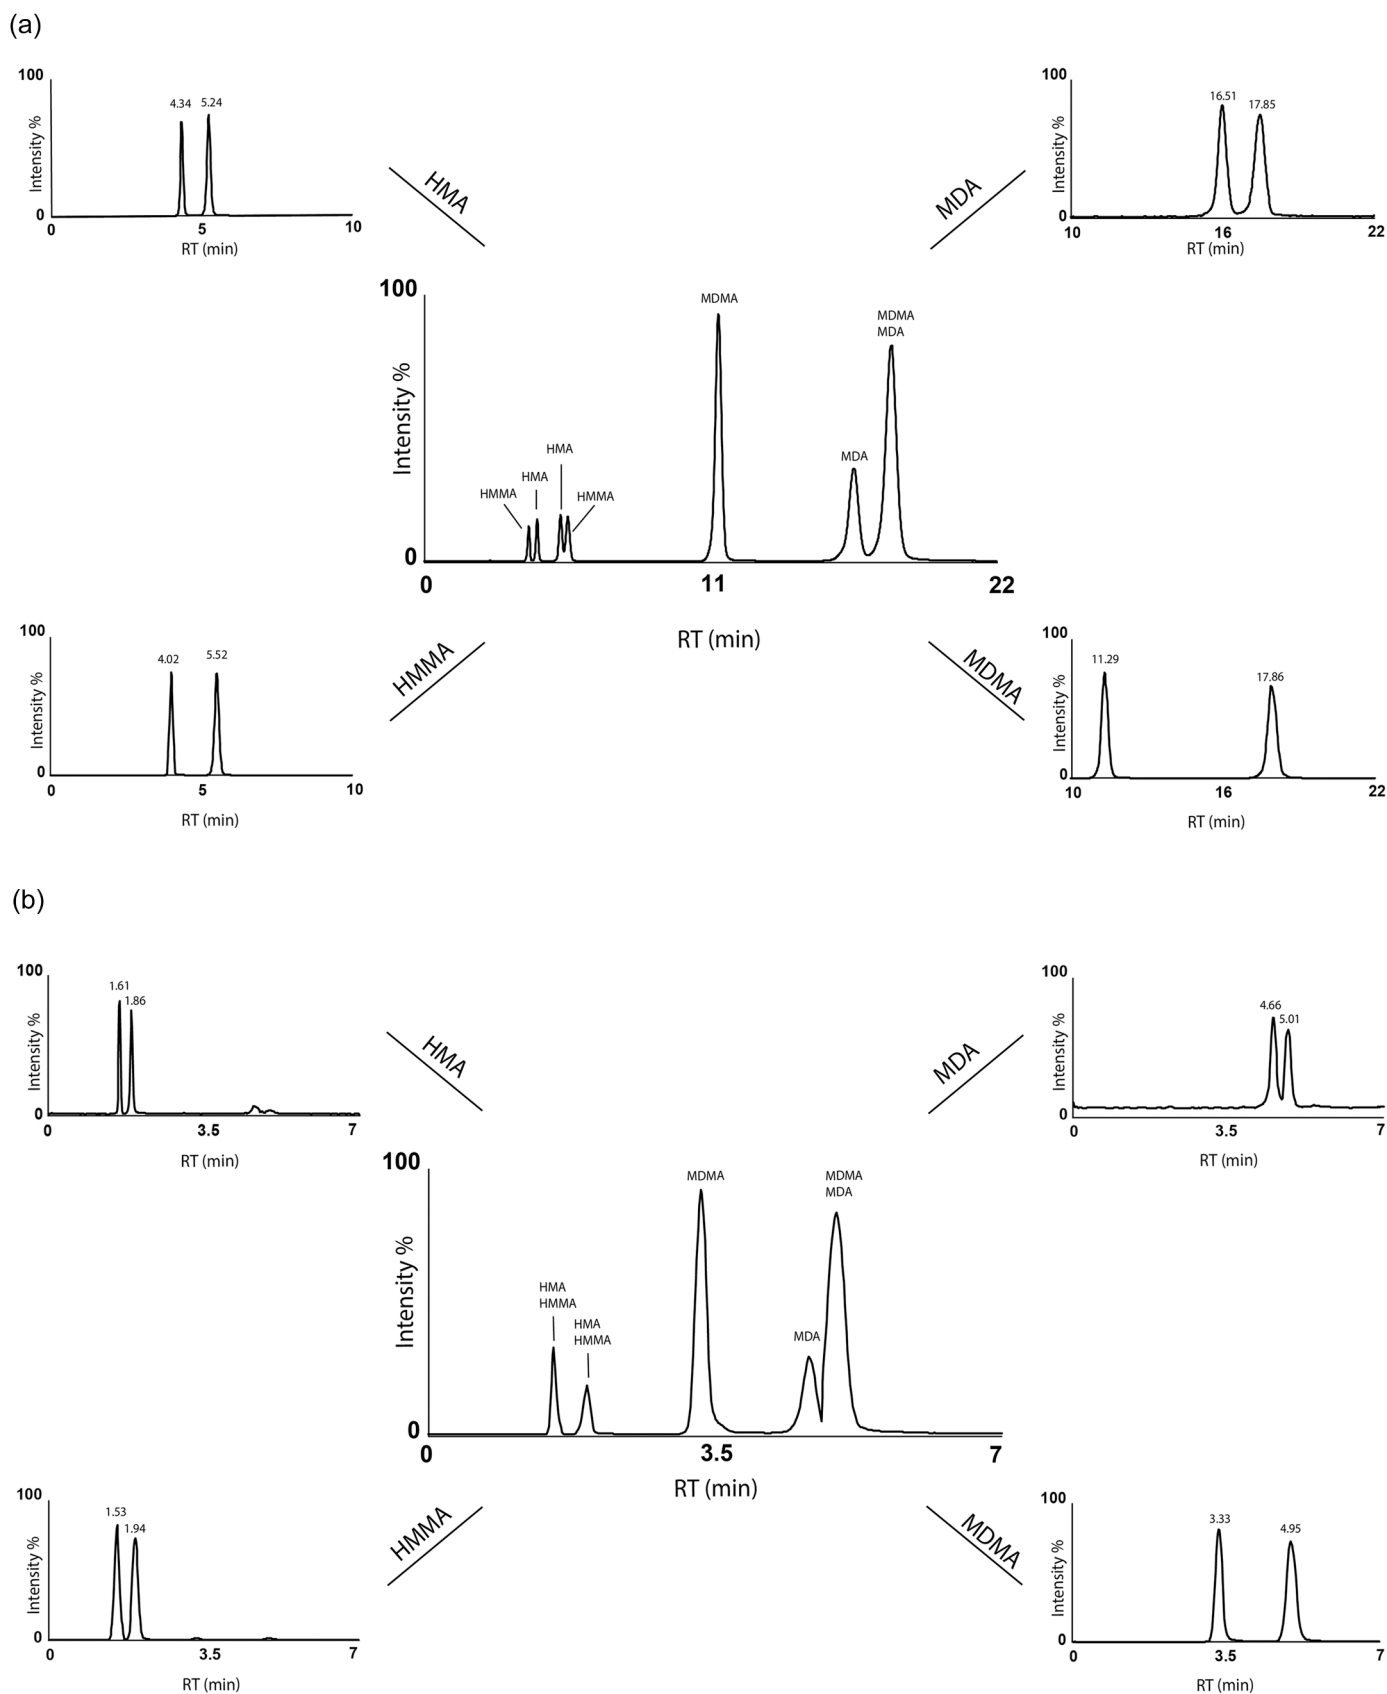 (a)
100
4.34 5.24
Intensity %
0
0 5 10
RT (min)
HMA
100
16.51 17.85
Intensity %
0
10 16 22
RT (min)
MDA
100
MDMA
MDMA
MDA
MDA
HMA
HMA
HMMA
HMMA
Intensity %
0
0 11 22
RT (min)
100
4.02 5.52
Intensity %
0
0 5 10
RT (min)
HMMA
100
11.29
17.86
Intensity %
0
10 16 22
RT (min)
MDMA
(b)
100
1.61
1.86
Intensity %
0
0 3.5 7
RT (min)
HMA
100
4.66
5.01
Intensity %
0
0 3.5 7
RT (min)
MDA
100
MDMA
MDMA
MDA
HMA
HMMA
HMA
HMMA
MDA
Intensity %
0
0 3.5 7
RT (min)
100
1.53
1.94
Intensity %
0
0 3.5 7
RT (min)
HMMA
100
3.33
4.95
Intensity %
0
0 3.5 7
RT (min)
MDMA